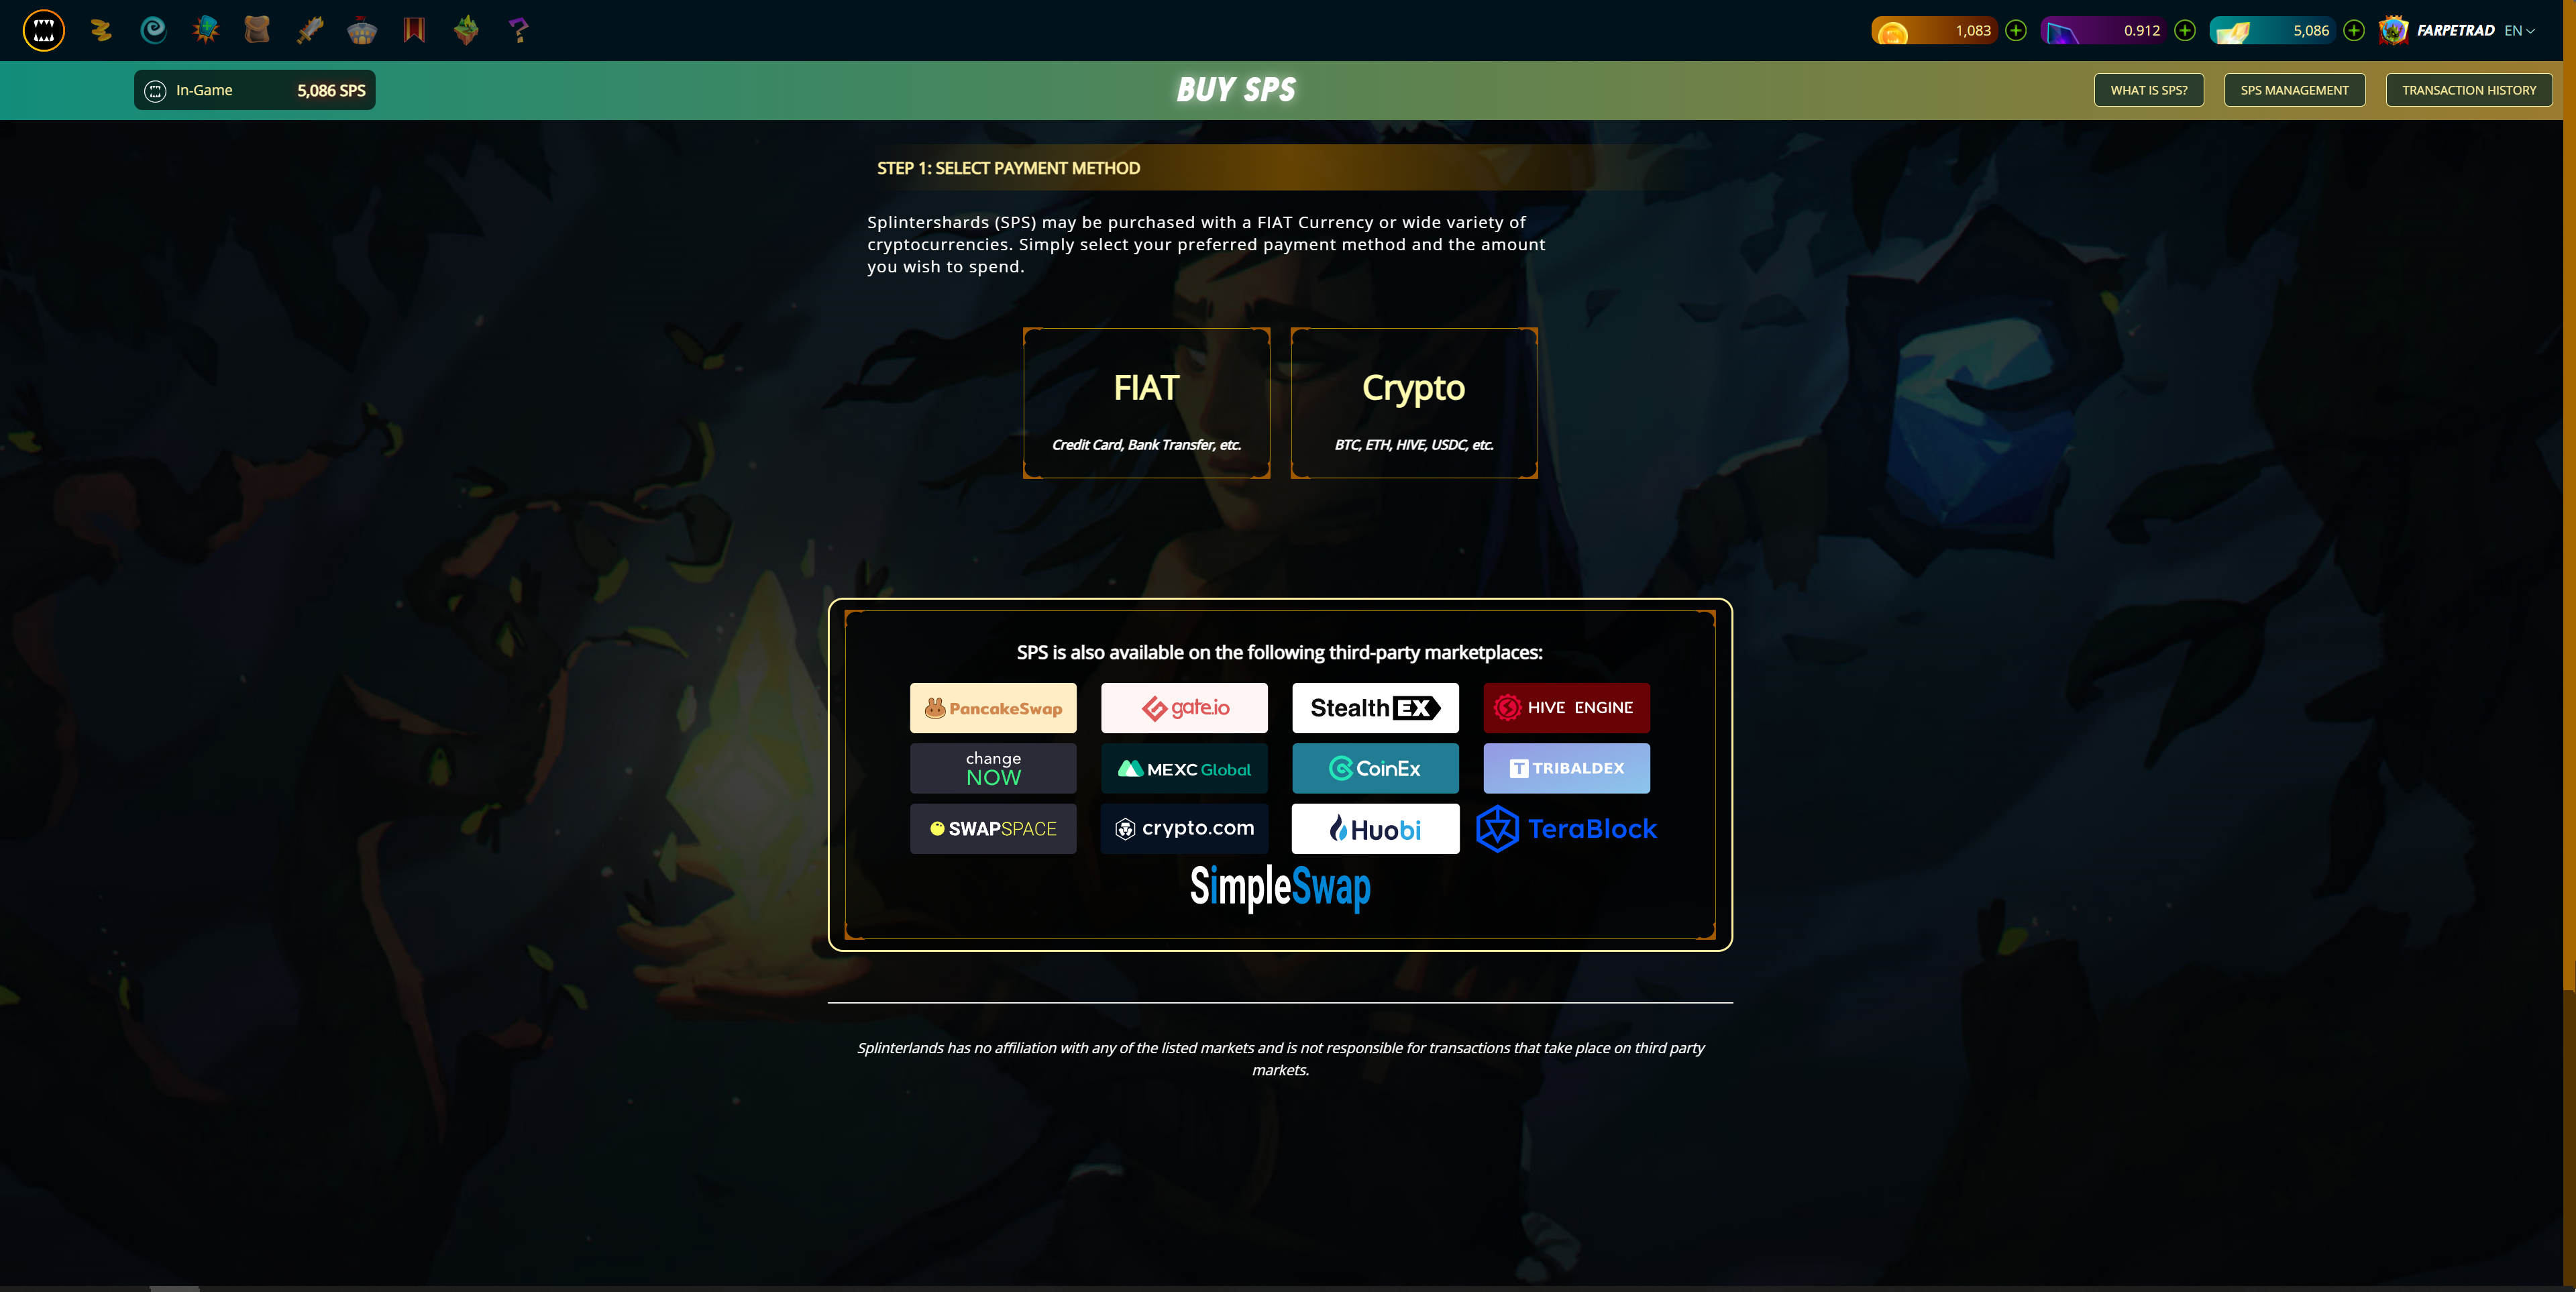 1,083
0.912
5,086
FARPETRAD
EN
In-Game
5,086 SPS
BUY SPS
WHAT IS SPS?
SPS MANAGEMENT
TRANSACTION HISTORY
STEP 1: SELECT PAYMENT METHOD
Splintershards (SPS) may be purchased with a FIAT Currency or wide variety of
cryptocurrencies. Simply select your preferred payment method and the amount
you wish to spend.
FIAT
Credit Card, Bank Transfer, etc.
Crypto
BTC, ETH, HIVE, USDC, etc.
SPS is also available on the following third-party marketplaces:
PancakeSwap
gate.io
StealthEX
HIVE ENGINE
change
NOW
MEXC Global
CoinEx
TRIBALDEX
SWAPSPACE
crypto.com
Huobi
TeraBlock
SimpleSwap
Splinterlands has no affiliation with any of the listed markets and is not responsible for transactions that take place on third party
markets.